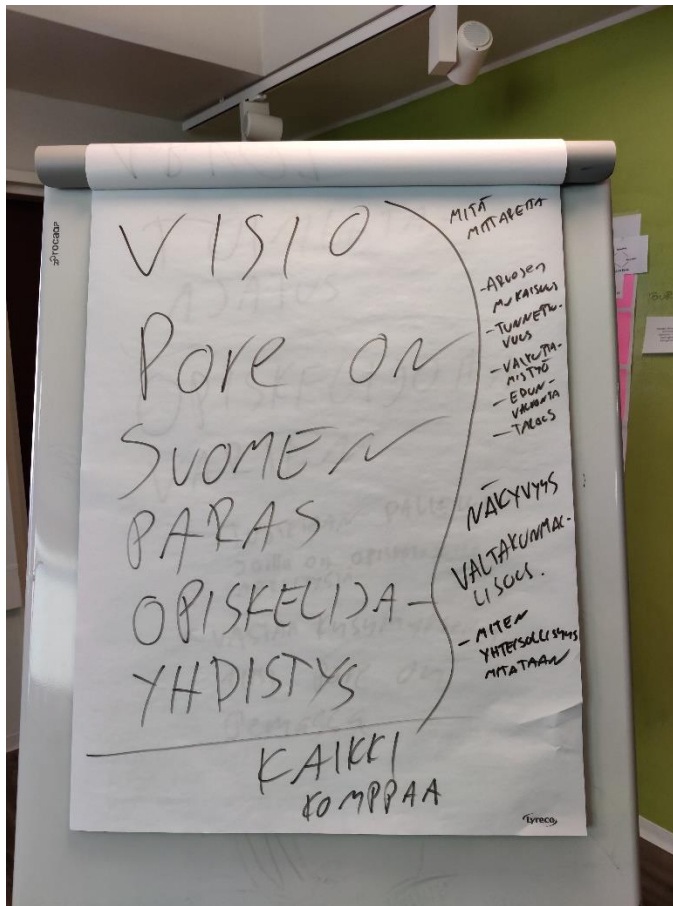 VISIO
Pore ON
SUOMEN
PARAS
OPISKELIJA-
YHDISTYS
KAIKKI
KOMPPAA
MITÄ
MITTAREITA
- ARVOJEN
MUKAISUUS
- TUNNETTU-
VUUS
- VAIKUTTA-
MISTYÖ
- EDUN-
VALVONTA
- TALOUS
NÄKYVYYS
VALTAKUNNAL-
LISUUS.
- MITEN
YHTEISÖLLISYYS
MITATAAN
Lyreco
rocada